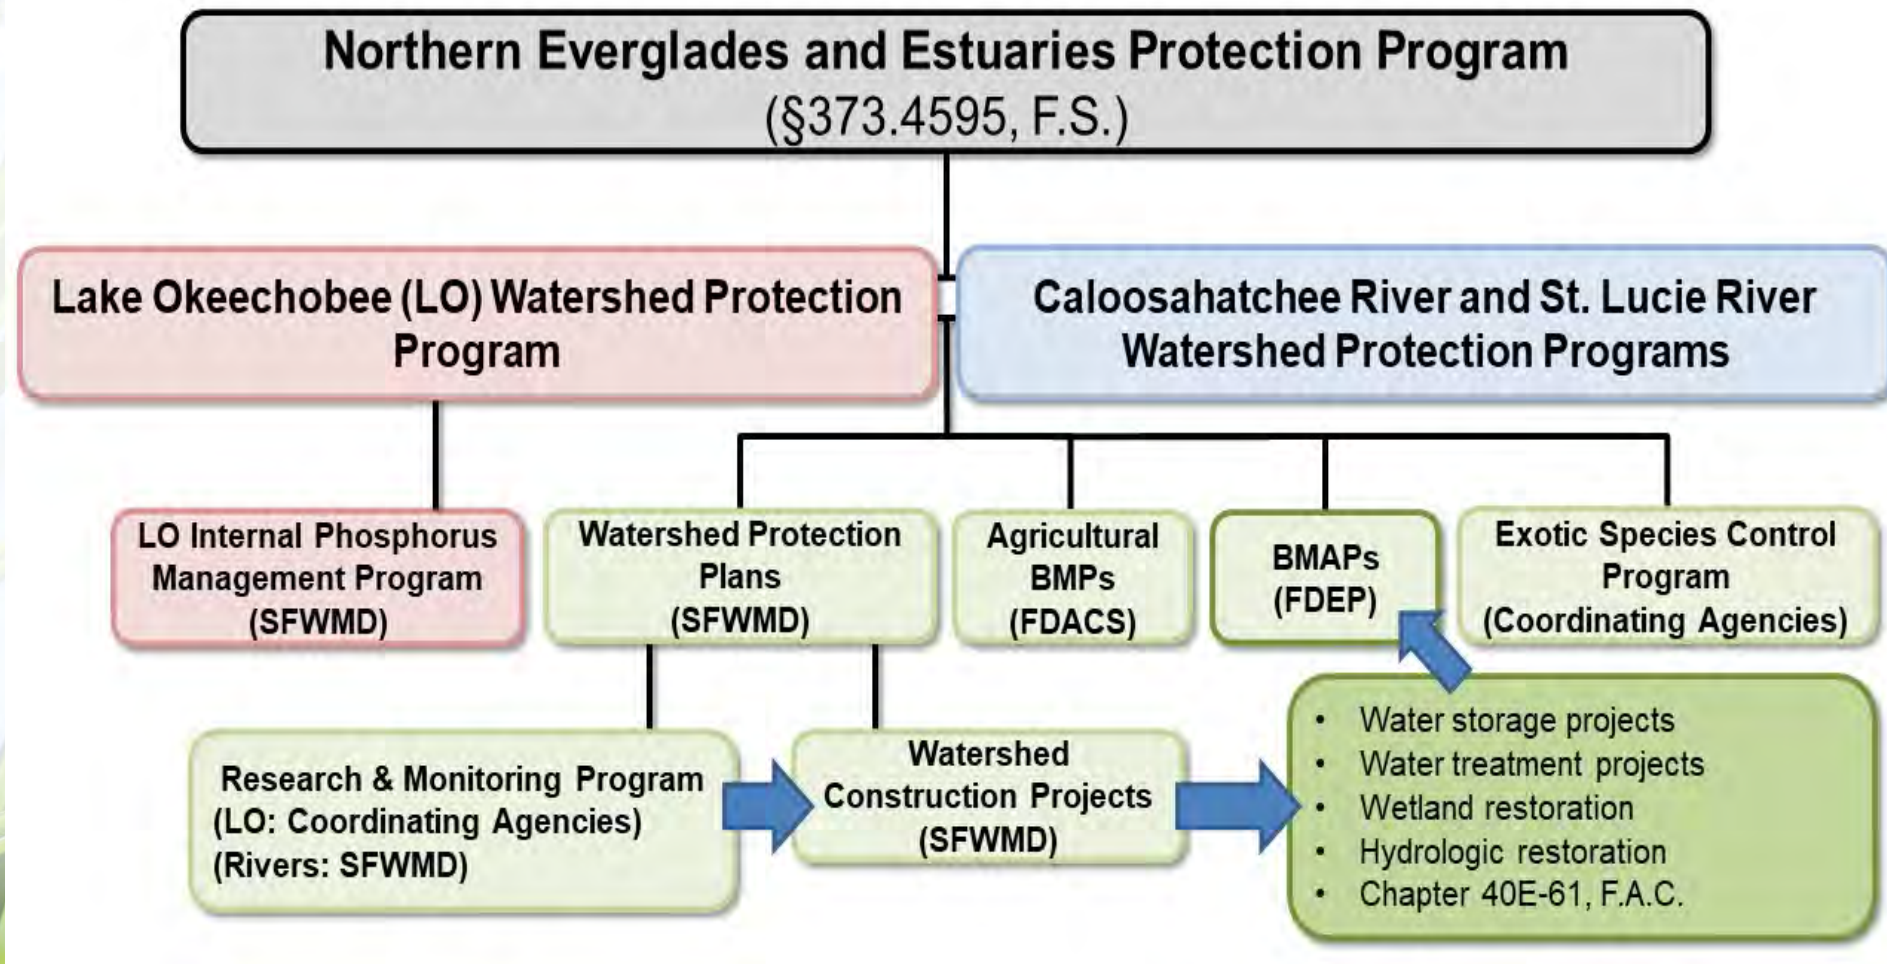 Northern Everglades and Estuaries Protection Program
(§373.4595, F.S.)
Lake Okeechobee (LO) Watershed Protection
Program
Caloosahatchee River and St. Lucie River
Watershed Protection Programs
LO Internal Phosphorus
Management Program
(SFWMD)
Watershed Protection
Plans
(SFWMD)
Agricultural
BMPs
(FDACS)
BMAPs
(FDEP)
Exotic Species Control
Program
(Coordinating Agencies)
Research & Monitoring Program
(LO: Coordinating Agencies)
(Rivers: SFWMD)
Watershed
Construction Projects
(SFWMD)
• Water storage projects
• Water treatment projects
• Wetland restoration
• Hydrologic restoration
• Chapter 40E-61, F.A.C.